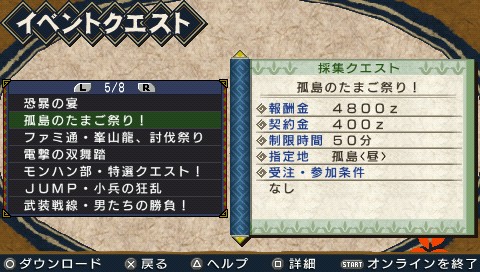 イベントクエスト
L 5/8 R
恐暴の宴
孤島のたまご祭り!
ファミ通・峯山龍、討伐祭り
電撃の双舞踏
モンハン部・特選クエスト!
JUMP・小兵の狂乱
武装戦線・男たちの勝負!
採集クエスト
孤島のたまご祭り!
報酬金 4800z
契約金 400z
制限時間 50分
指定地 孤島<昼>
受注・参加条件
なし
○ダウンロード ×戻る △ヘルプ □詳細 START オンラインを終了